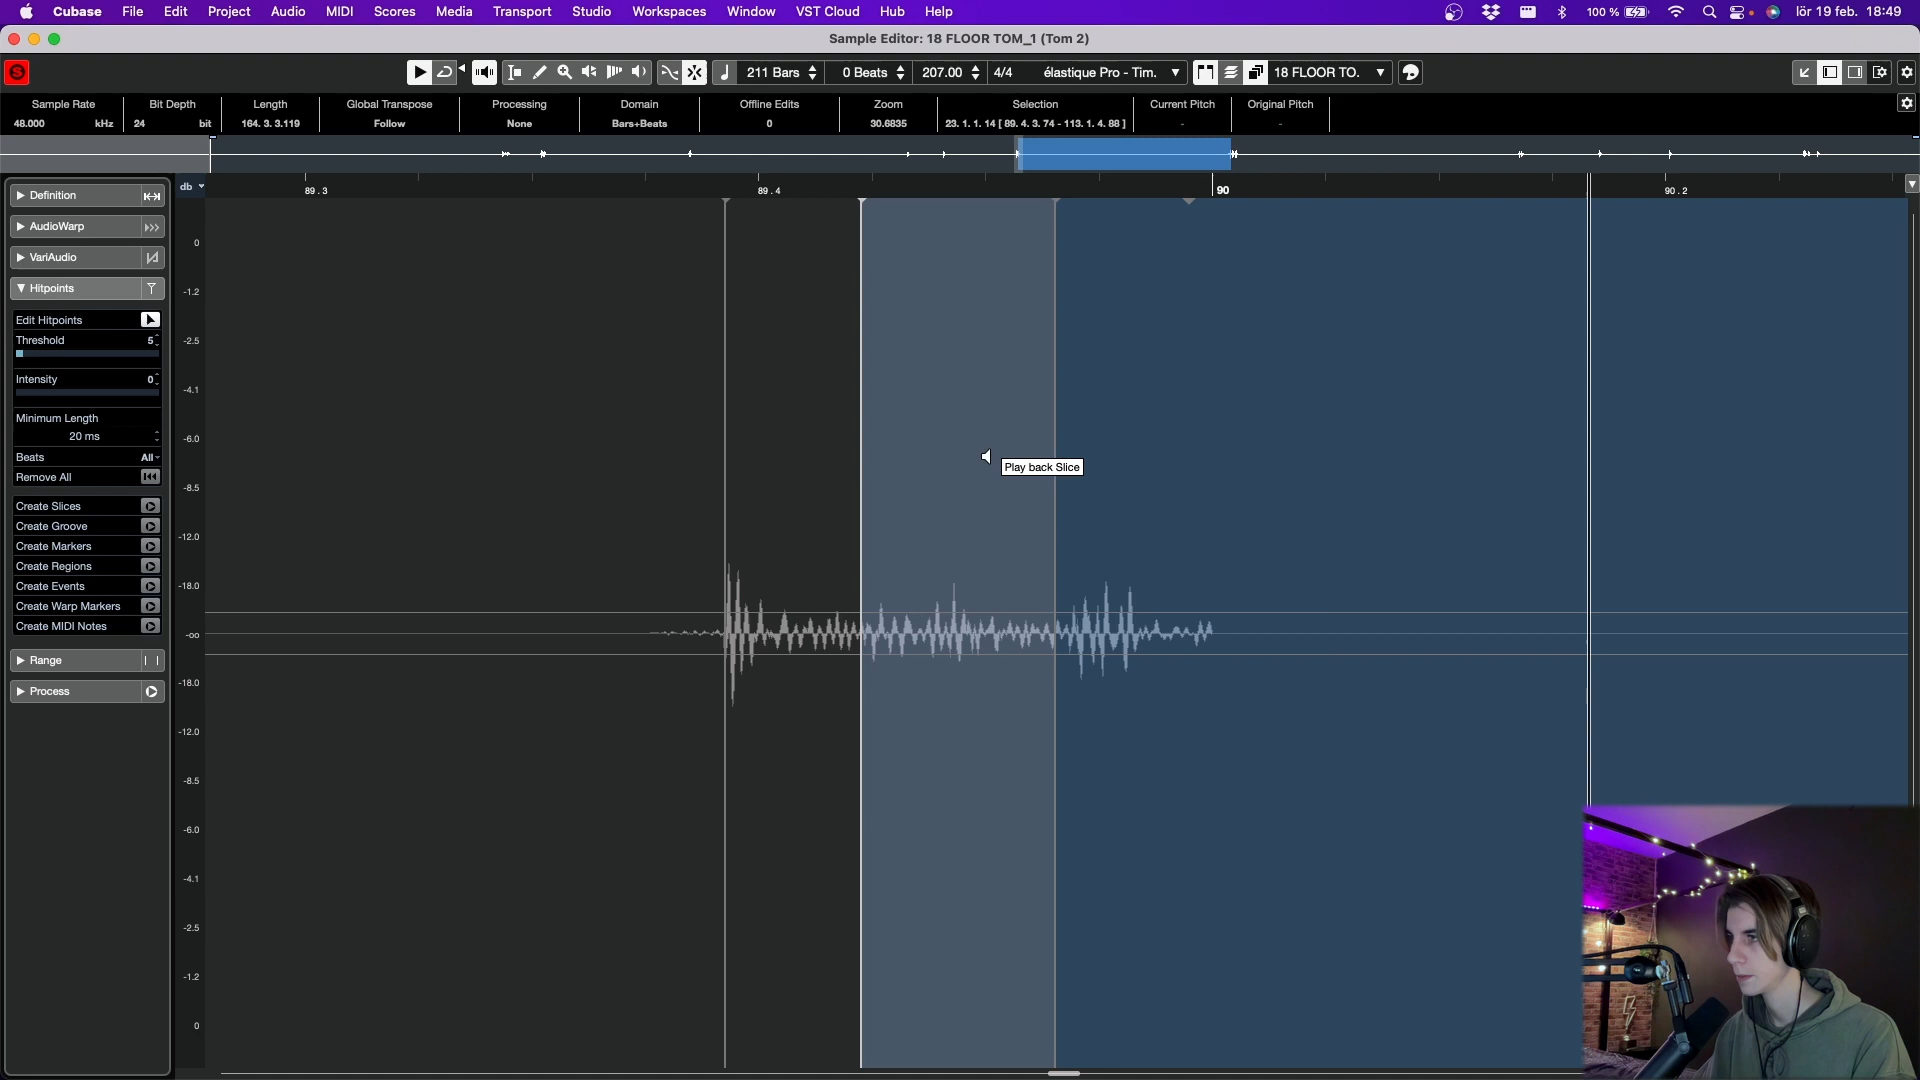 Cubase File Edit Project Audio MIDI Scores Media Transport Studio Workspaces Window VST Cloud Hub Help 100 % lör 19 feb. 18:49
Sample Editor: 18 FLOOR TOM_1 (Tom 2)
211 Bars 0 Beats 207.00 4/4 élastique Pro - Tim. 18 FLOOR TO.
Sample Rate Bit Depth Length Global Transpose Processing Domain Offline Edits Zoom Selection Current Pitch Original Pitch
48.000 kHz 24 bit 164. 3. 3.119 Follow None Bars+Beats 0 30.6835 23. 1. 1. 14 [ 89. 4. 3. 74 - 113. 1. 4. 88 ] - -
db 89.3 89.4 90 90.2
Definition
AudioWarp
VariAudio
Hitpoints
Edit Hitpoints
Threshold 5
Intensity 0
Minimum Length
20 ms
Beats All
Remove All
Create Slices
Create Groove
Create Markers
Create Regions
Create Events
Create Warp Markers
Create MIDI Notes
Range
Process
0
-1.2
-2.5
-4.1
-6.0
-8.5
-12.0
-18.0
-oo
-18.0
-12.0
-8.5
-6.0
-4.1
-2.5
-1.2
0
Play back Slice